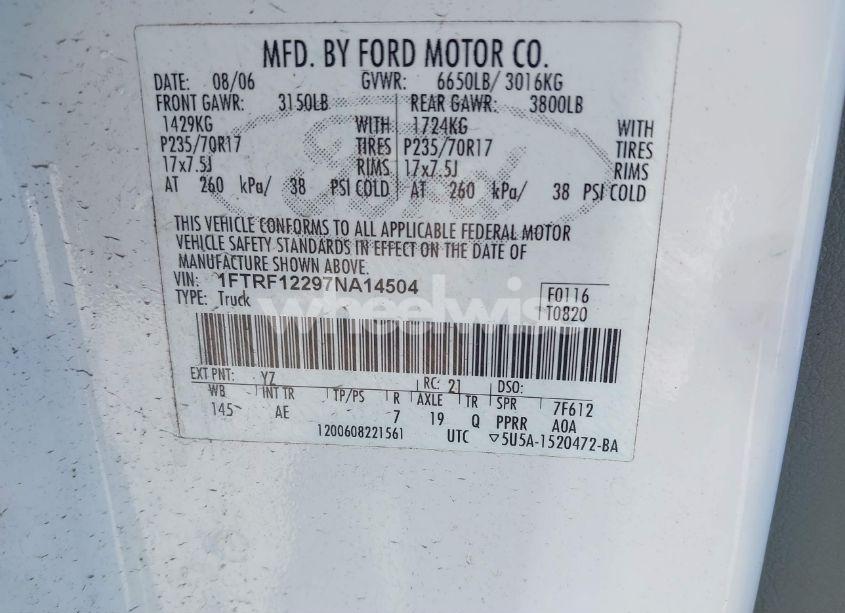 MFD. BY FORD MOTOR CO.
DATE: 08/06 GVWR: 6650LB/ 3016KG
FRONT GAWR: 3150LB REAR GAWR: 3800LB
1429KG WITH 1724KG WITH
P235/70R17 TIRES P235/70R17 TIRES
17x7.5J RIMS 17x7.5J RIMS
AT 260 kPa/ 38 PSI COLD AT 260 kPa/ 38 PSI COLD
THIS VEHICLE CONFORMS TO ALL APPLICABLE FEDERAL MOTOR
VEHICLE SAFETY STANDARDS IN EFFECT ON THE DATE OF
MANUFACTURE SHOWN ABOVE.
VIN: 1FTRF12297NA14504 F0116
TYPE: Truck T0820
wheelwis
EXT PNT: YZ RC: 21 DSO:
WB INT TR TP/PS R AXLE TR SPR 7F612
145 AE 7 19 Q PPRR A0A
1200608221561 UTC ▽5U5A-1520472-BA